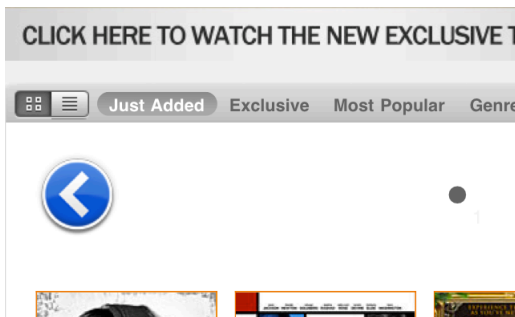 CLICK HERE TO WATCH THE NEW EXCLUSIVE
Just Added Exclusive Most Popular Genre
1